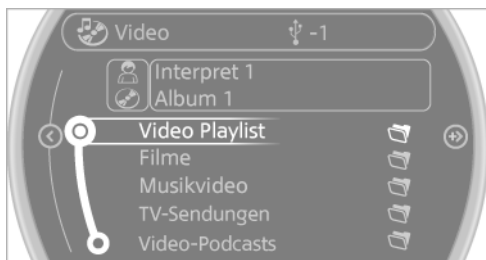 Video -1
Interpret 1
Album 1
Video Playlist
Filme
Musikvideo
TV-Sendungen
Video-Podcasts